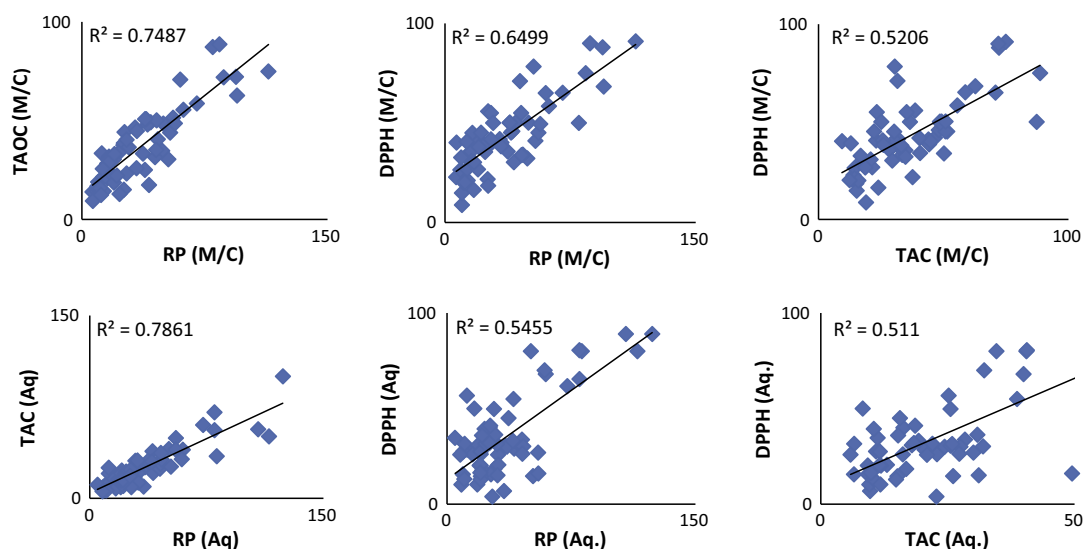 100
R² = 0.7487
TAOC (M/C)
0
0
150
RP (M/C)
100
R² = 0.6499
DPPH (M/C)
0
0
150
RP (M/C)
100
R² = 0.5206
DPPH (M/C)
0
0
100
TAC (M/C)
150
R² = 0.7861
TAC (Aq)
0
0
150
RP (Aq)
100
R² = 0.5455
DPPH (Aq)
0
0
150
RP (Aq.)
100
R² = 0.511
DPPH (Aq.)
0
0
50
TAC (Aq.)